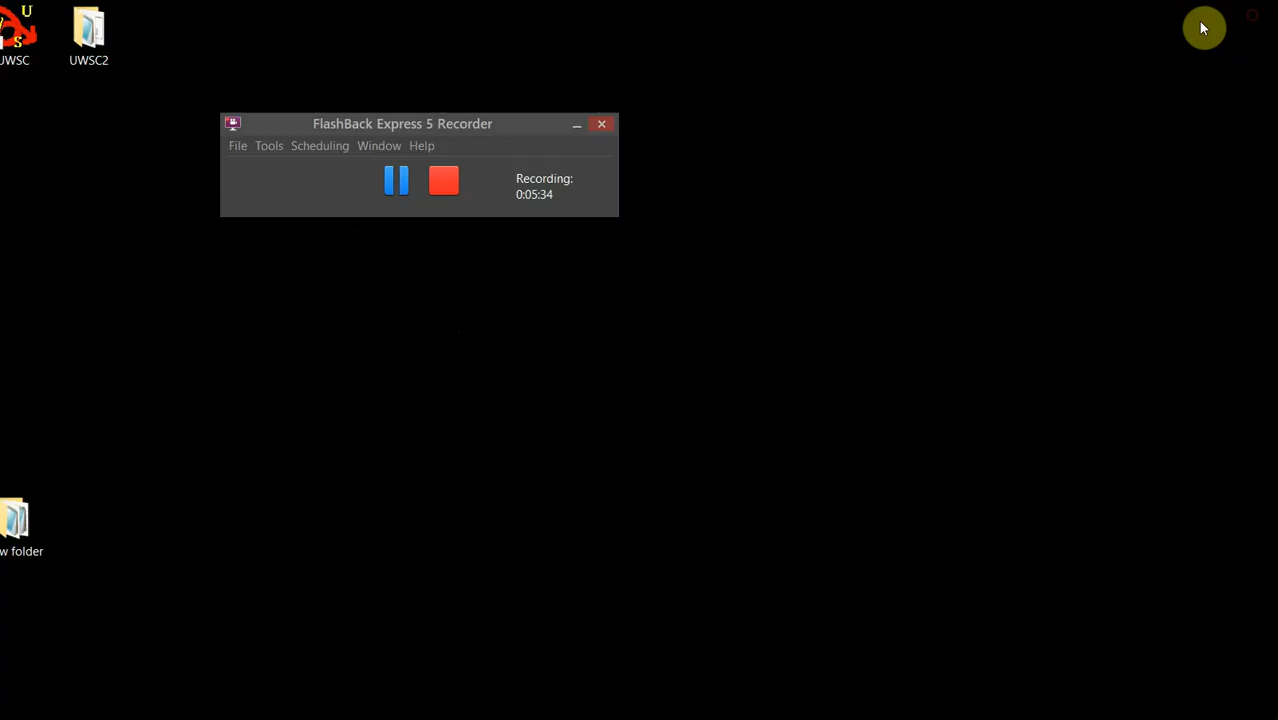 U
S
UWSC
UWSC2
FlashBack Express 5 Recorder
File Tools Scheduling Window Help
Recording:
0:05:34
w folder